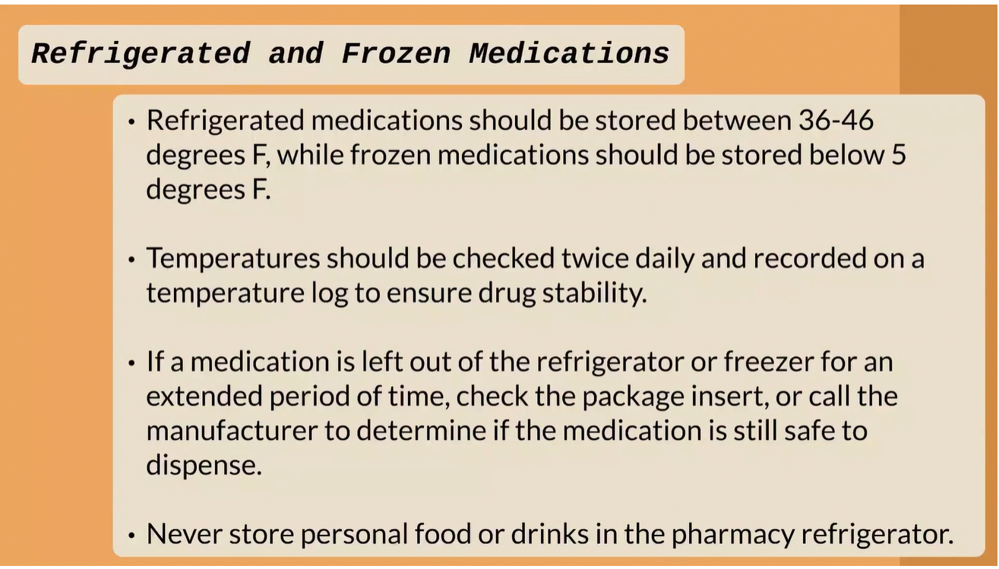 Refrigerated and Frozen Medications
• Refrigerated medications should be stored between 36-46
degrees F, while frozen medications should be stored below 5
degrees F.
• Temperatures should be checked twice daily and recorded on a
temperature log to ensure drug stability.
• If a medication is left out of the refrigerator or freezer for an
extended period of time, check the package insert, or call the
manufacturer to determine if the medication is still safe to
dispense.
• Never store personal food or drinks in the pharmacy refrigerator.